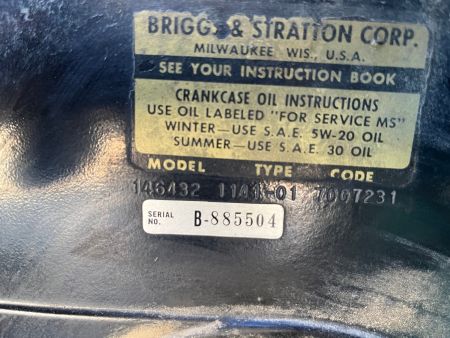 BRIGGS & STRATTON CORP.
MILWAUKEE WIS., U.S.A.
SEE YOUR INSTRUCTION BOOK
CRANKCASE OIL INSTRUCTIONS
USE OIL LABELED "FOR SERVICE MS"
WINTER—USE S.A.E. 5W-20 OIL
SUMMER—USE S.A.E. 30 OIL
MODEL TYPE CODE
146432 7007231
SERIAL NO. B-885504